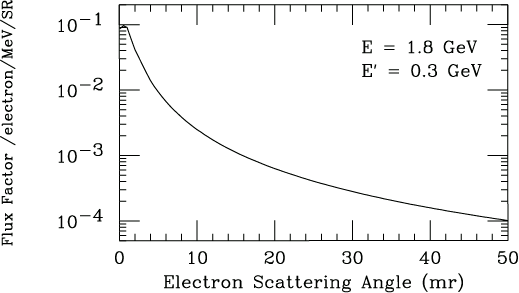 Flux Factor /electron/MeV/SR
10⁻¹
10⁻²
10⁻³
10⁻⁴
E = 1.8 GeV
E' = 0.3 GeV
0 10 20 30 40 50
Electron Scattering Angle (mr)